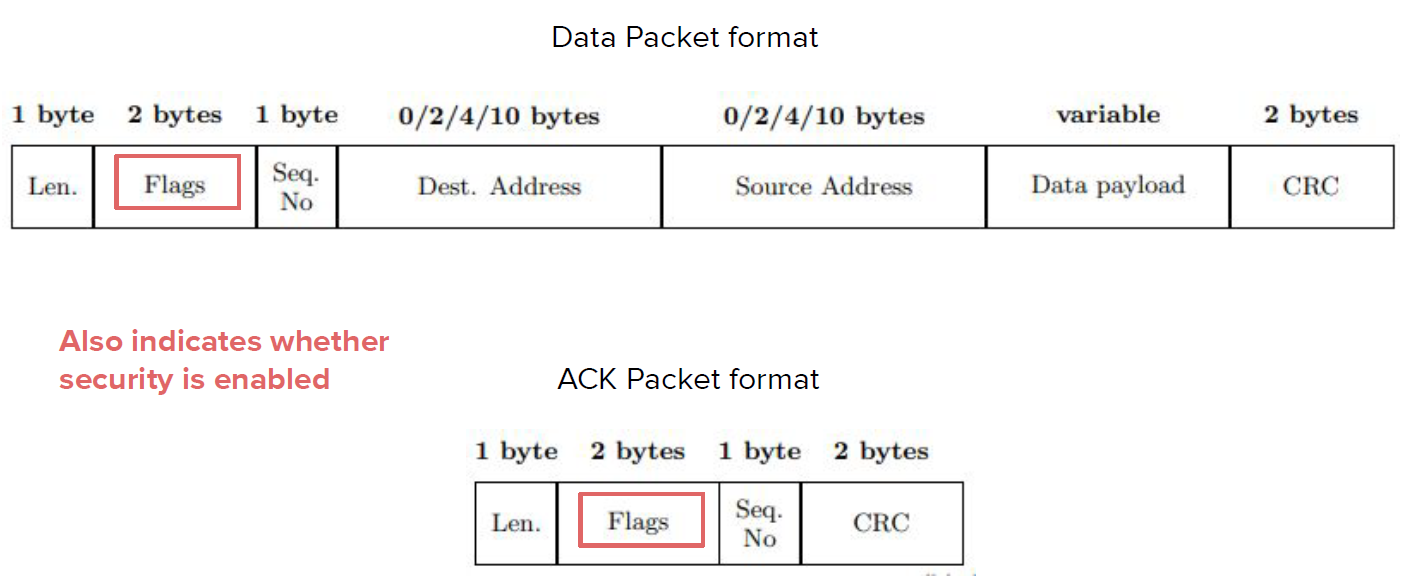 Data Packet format
1 byte 2 bytes 1 byte 0/2/4/10 bytes 0/2/4/10 bytes variable 2 bytes
Len. Flags Seq. No Dest. Address Source Address Data payload CRC
Also indicates whether
security is enabled
ACK Packet format
1 byte 2 bytes 1 byte 2 bytes
Len. Flags Seq. No CRC